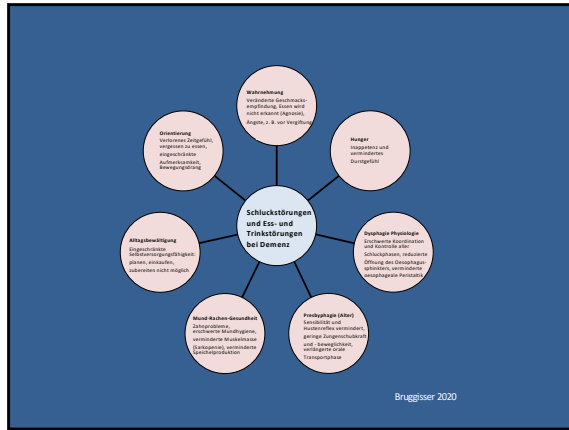 Wahrnehmung
Veränderte Geschmacks-
empfindung, Essen wird
nicht erkannt (Agnosie),
Ängste, z. B. vor Vergiftung
Hunger
Inappetenz und
vermindertes
Durstgefühl
Dysphagie Physiologie
Erschwerte Koordination
und Kontrolle aller
Schluckphasen, reduzierte
Öffnung des Oesophagus-
sphinkters, verminderte
oesophageale Peristaltik
Presbyphagie (Alter)
Sensibilität und
Hustenreflex vermindert,
geringe Zungenschubkraft
und - beweglichkeit,
verlängerte orale
Transportphase
Mund-Rachen-Gesundheit
Zahnprobleme,
erschwerte Mundhygiene,
verminderte Muskelmasse
(Sarkopenie), verminderte
Speichelproduktion
Alltagsbewältigung
Eingeschränkte
Selbstversorgungsfähigkeit:
planen, einkaufen,
zubereiten nicht möglich
Orientierung
Verlorenes Zeitgefühl,
vergessen zu essen,
eingeschränkte
Aufmerksamkeit,
Bewegungsdrang
Schluckstörungen
und Ess- und
Trinkstörungen
bei Demenz
Bruggisser 2020